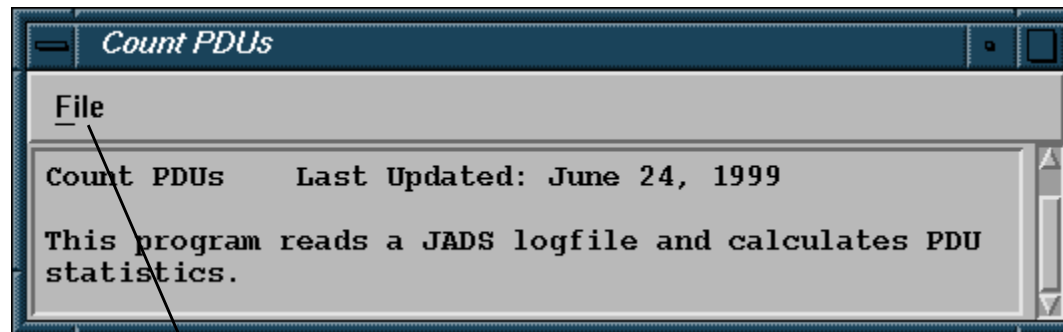 Count PDUs
File
Count PDUs    Last Updated: June 24, 1999
This program reads a JADS logfile and calculates PDU
statistics.